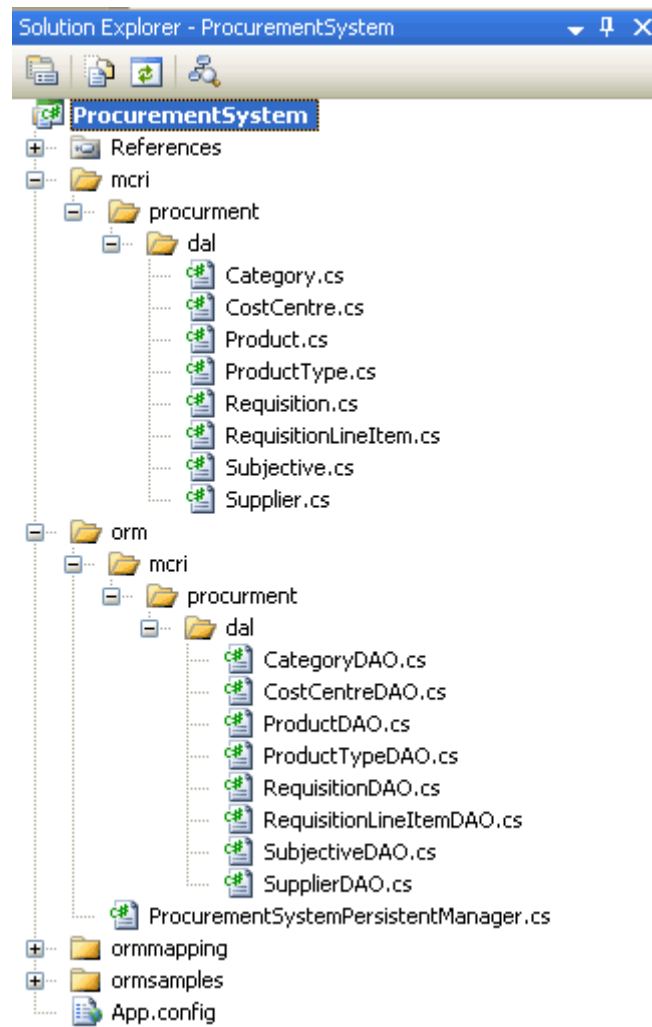 Solution Explorer - ProcurementSystem
ProcurementSystem
References
mcri
procurment
dal
Category.cs
CostCentre.cs
Product.cs
ProductType.cs
Requisition.cs
RequisitionLineItem.cs
Subjective.cs
Supplier.cs
orm
mcri
procurment
dal
CategoryDAO.cs
CostCentreDAO.cs
ProductDAO.cs
ProductTypeDAO.cs
RequisitionDAO.cs
RequisitionLineItemDAO.cs
SubjectiveDAO.cs
SupplierDAO.cs
ProcurementSystemPersistentManager.cs
ormmapping
ormsamples
App.config